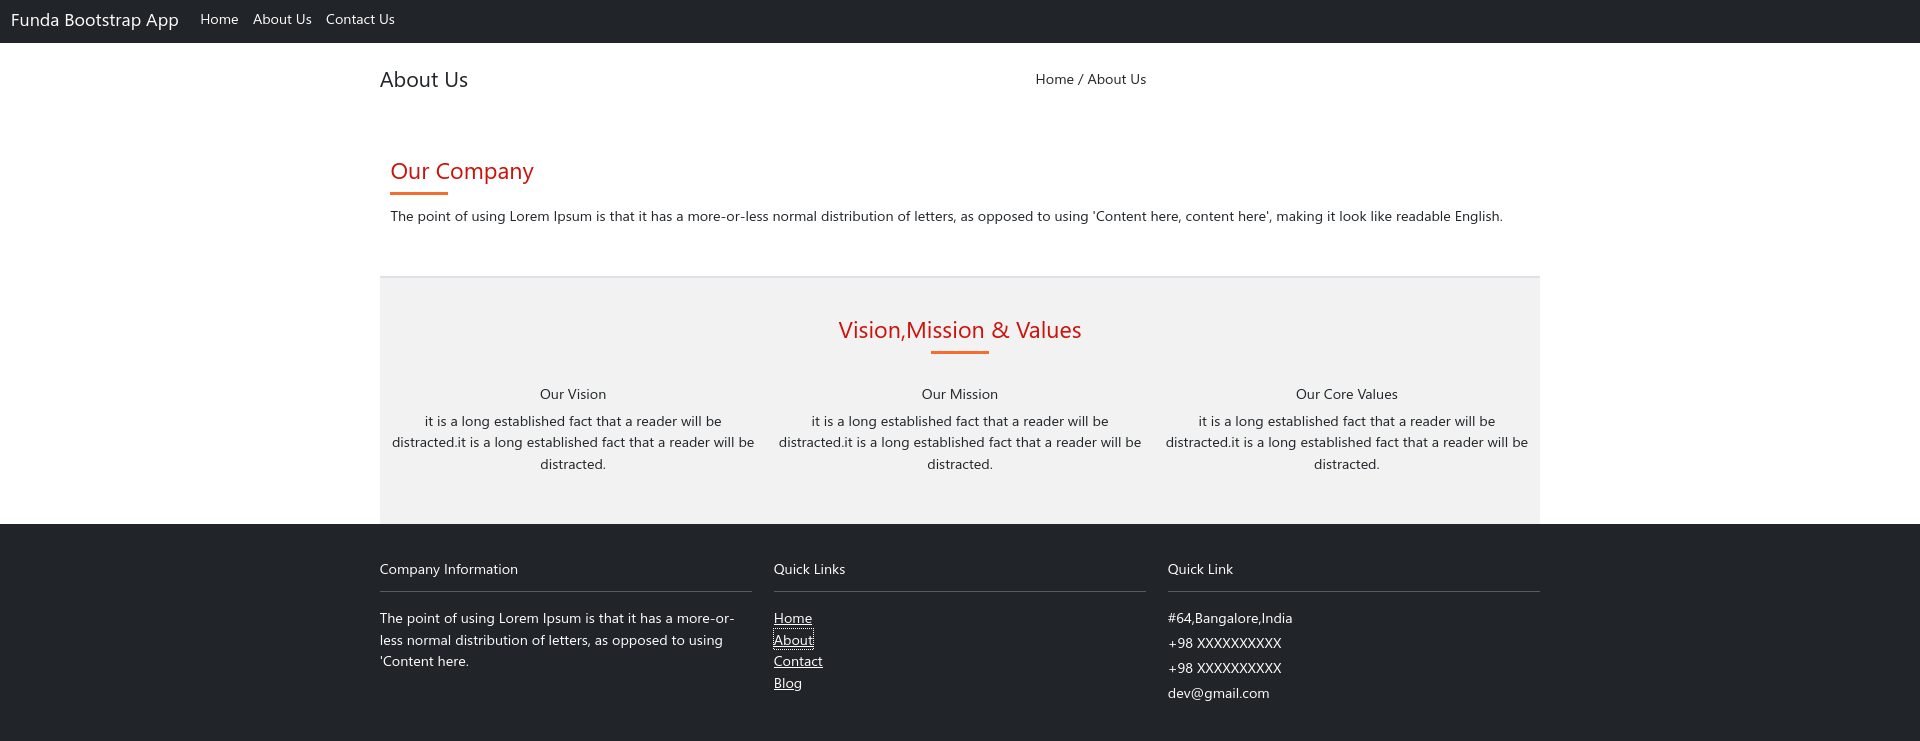 Funda Bootstrap App Home About Us Contact Us
About Us
Home / About Us
Our Company
The point of using Lorem Ipsum is that it has a more-or-less normal distribution of letters, as opposed to using 'Content here, content here', making it look like readable English.
Vision,Mission & Values
Our Vision
it is a long established fact that a reader will be
distracted.it is a long established fact that a reader will be
distracted.
Our Mission
it is a long established fact that a reader will be
distracted.it is a long established fact that a reader will be
distracted.
Our Core Values
it is a long established fact that a reader will be
distracted.it is a long established fact that a reader will be
distracted.
Company Information
The point of using Lorem Ipsum is that it has a more-or-
less normal distribution of letters, as opposed to using
'Content here.
Quick Links
Home
About
Contact
Blog
Quick Link
#64,Bangalore,India
+98 XXXXXXXXXX
+98 XXXXXXXXXX
dev@gmail.com